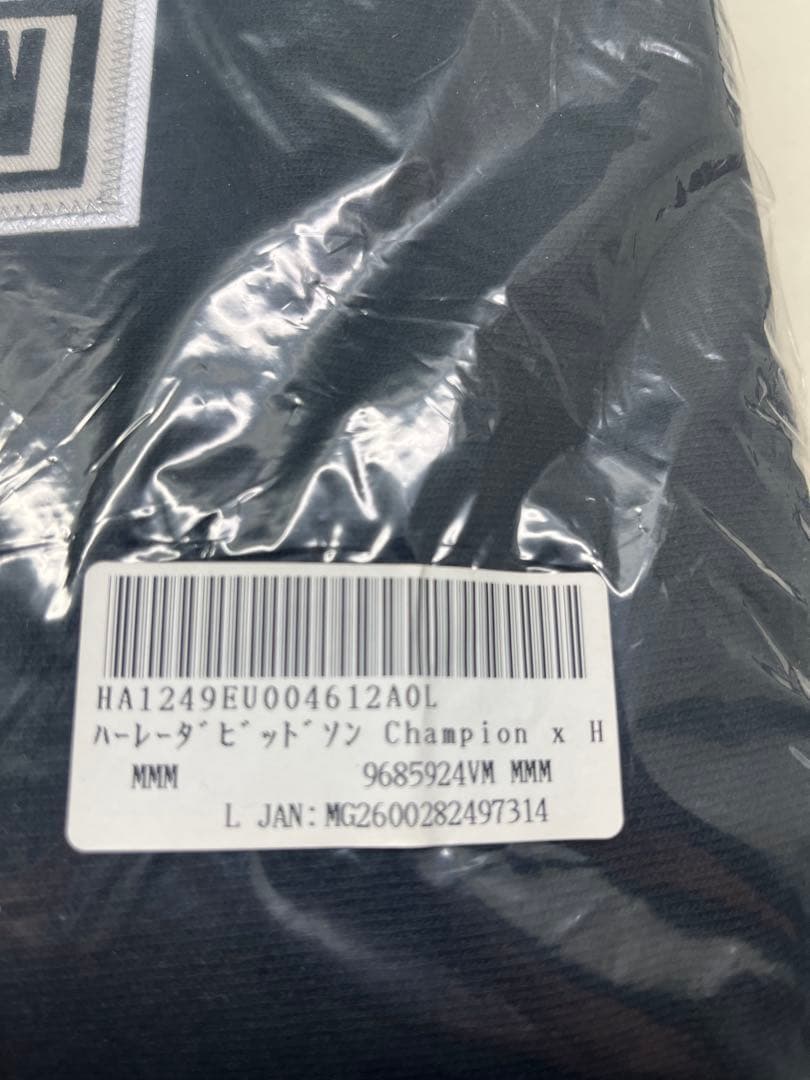 HA1249EU004612A0L
ﾊｰﾚｰﾀﾞﾋﾞｯﾄﾞｿﾝ Champion x H
MMM 9685924VM MMM
L JAN:MG2600282497314